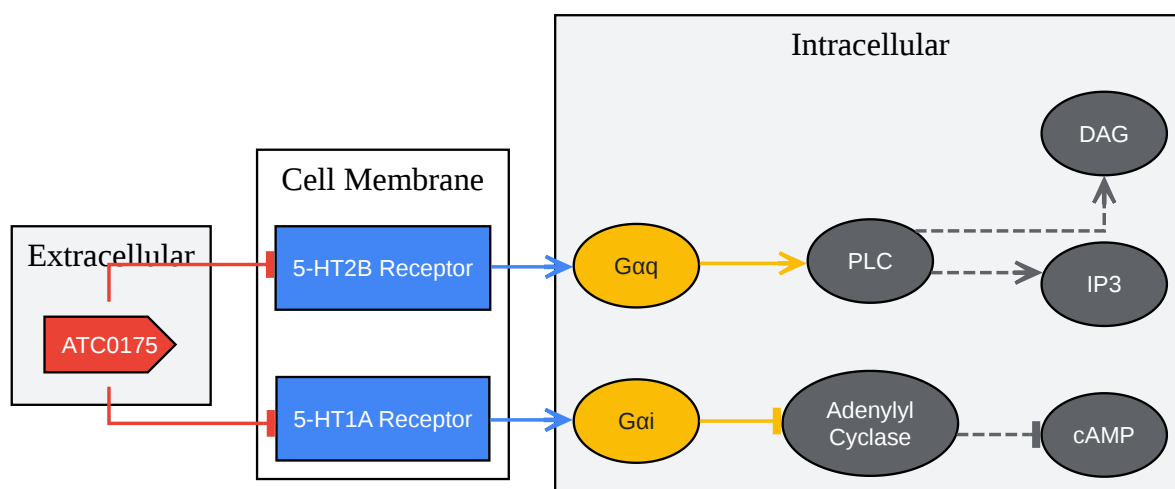 Intracellular
DAG
Cell Membrane
Extracellular
5-HT2B Receptor
Gαq
PLC
IP3
ATC0175
5-HT1A Receptor
Gαi
Adenylyl
Cyclase
cAMP